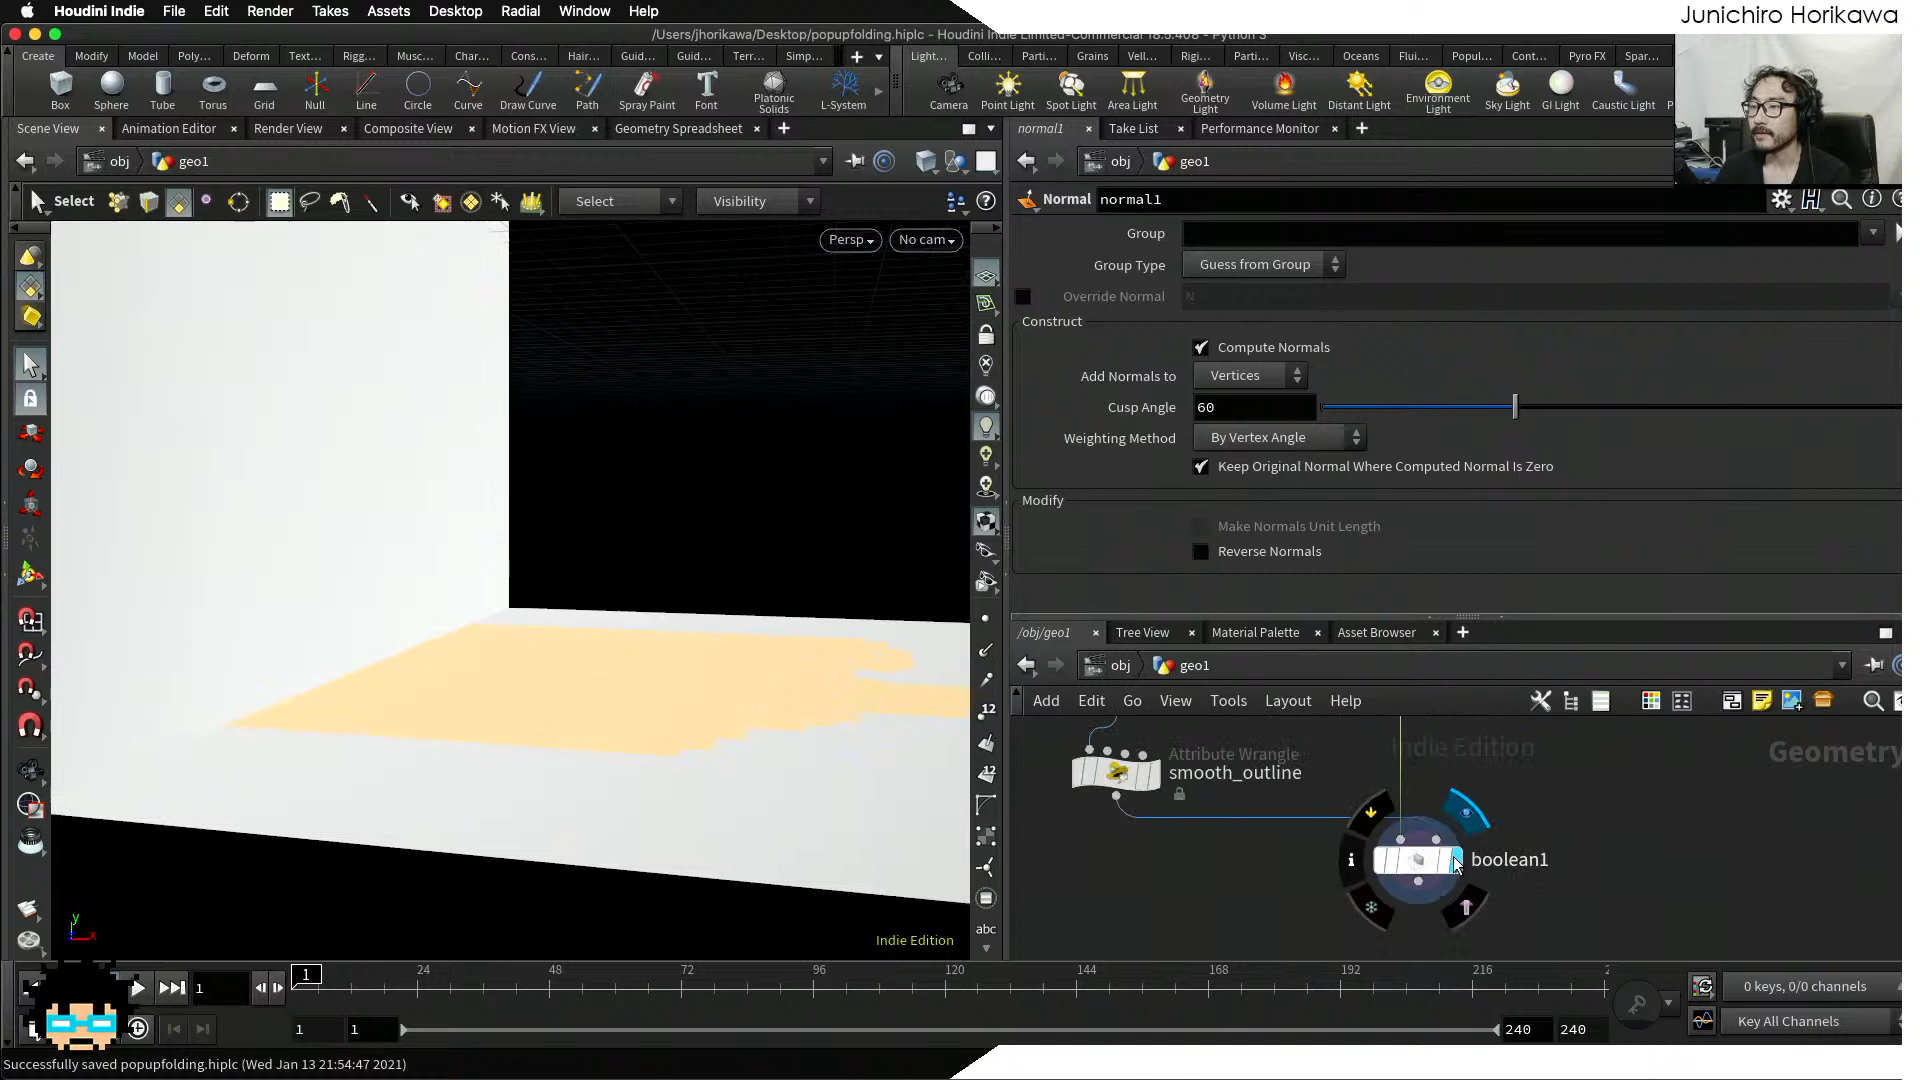 Houdini Indie File Edit Render Takes Assets Desktop Radial Window Help
Junichiro Horikawa
/Users/jhorikawa/Desktop/popupfolding.hiplc - Houdini Indie Limited-Commercial 18.5.408 - Python 3
Create Modify Model Poly... Deform Text... Rigg... Musc... Char... Cons... Hair... Guid... Guid... Terr... Simp...
Light... Colli... Parti... Grains Vell... Rigi... Parti... Visc... Oceans Flui... Popul... Cont... Pyro FX Spar...
Box Sphere Tube Torus Grid Null Line Circle Curve Draw Curve Path Spray Paint Font Platonic Solids L-System
Camera Point Light Spot Light Area Light Geometry Light Volume Light Distant Light Environment Light Sky Light GI Light Caustic Light P
Scene View Animation Editor Render View Composite View Motion FX View Geometry Spreadsheet
normal1 Take List Performance Monitor
obj geo1
obj geo1
Select Select Visibility
Normal normal1
Persp No cam
Group
Group Type Guess from Group
Override Normal N
Construct
Compute Normals
Add Normals to Vertices
Cusp Angle 60
Weighting Method By Vertex Angle
Keep Original Normal Where Computed Normal Is Zero
Modify
Make Normals Unit Length
Reverse Normals
/obj/geo1 Tree View Material Palette Asset Browser
obj geo1
Add Edit Go View Tools Layout Help
12
12
abc
Attribute Wrangle
smooth_outline
Indie Edition
Geometry
boolean1
y
x
Indie Edition
1 1 24 48 72 96 120 144 168 192 216 2
0 keys, 0/0 channels
1 1 240 240
Key All Channels
Successfully saved popupfolding.hiplc (Wed Jan 13 21:54:47 2021)